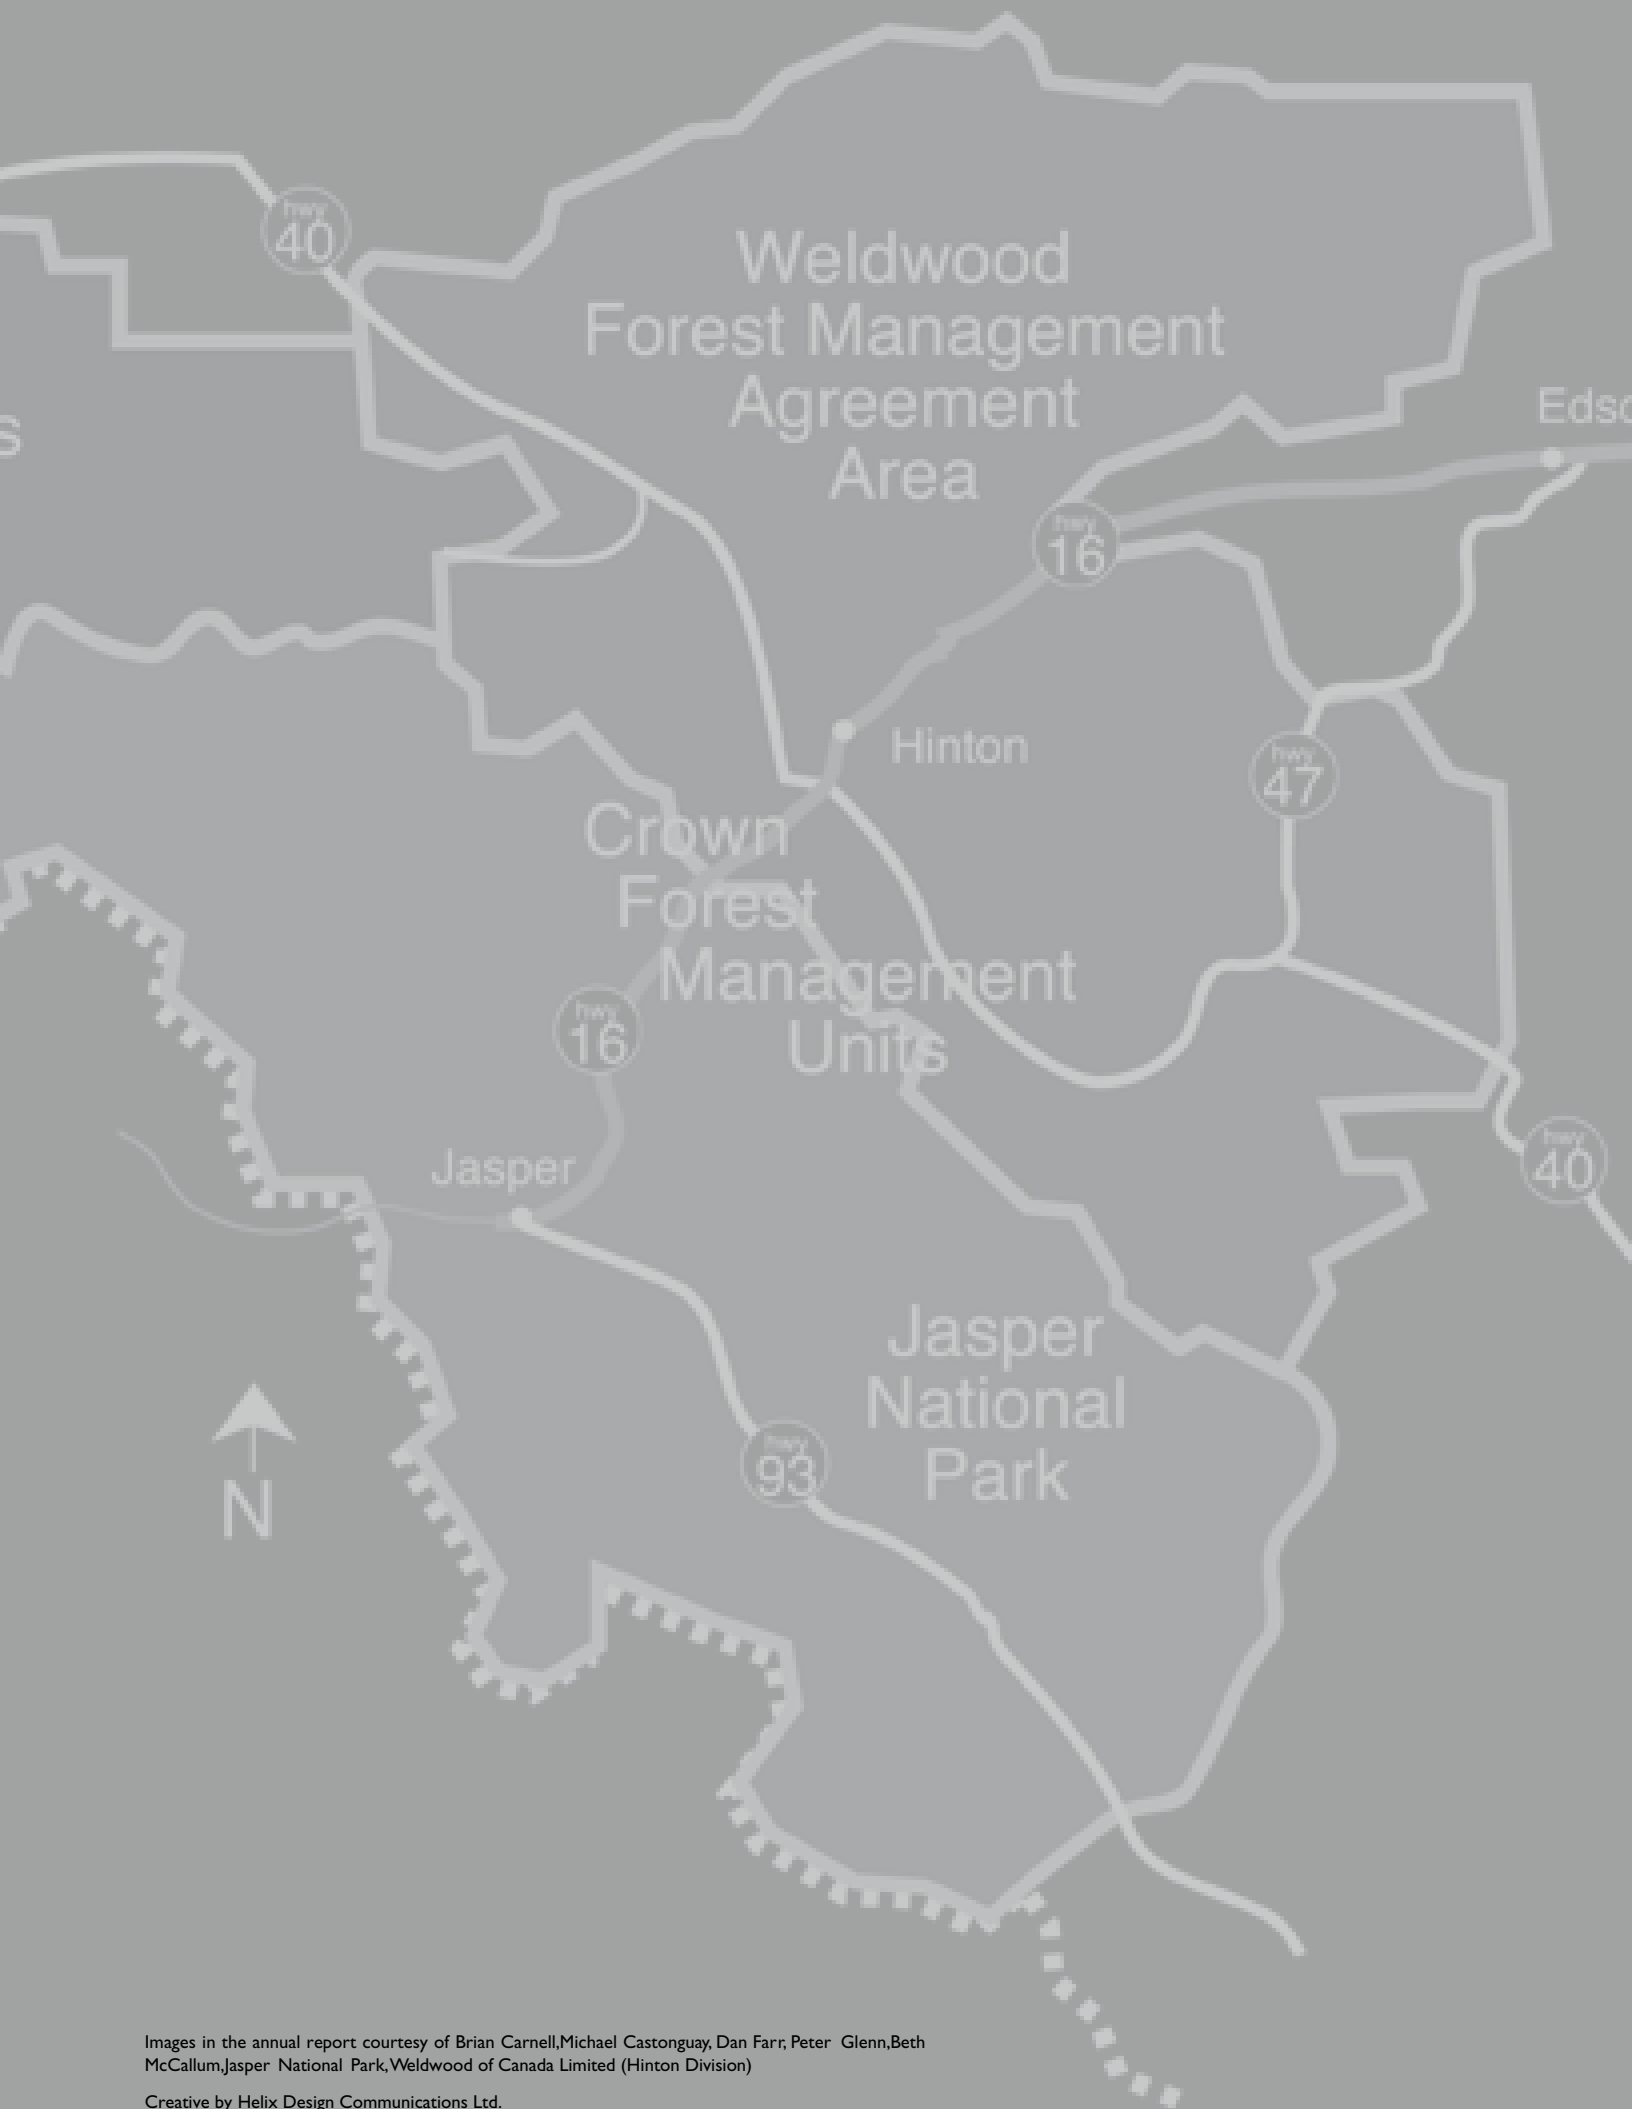 hwy
40
Weldwood
Forest Management
Agreement
Area
Edso
s
hwy
16
Hinton
hwy
47
Crown
Forest
Management
Units
hwy
16
Jasper
hwy
40
Jasper
National
Park
hwy
93
N
Images in the annual report courtesy of Brian Carnell,Michael Castonguay, Dan Farr, Peter Glenn,Beth
McCallum,Jasper National Park,Weldwood of Canada Limited (Hinton Division)
Creative by Helix Design Communications Ltd.